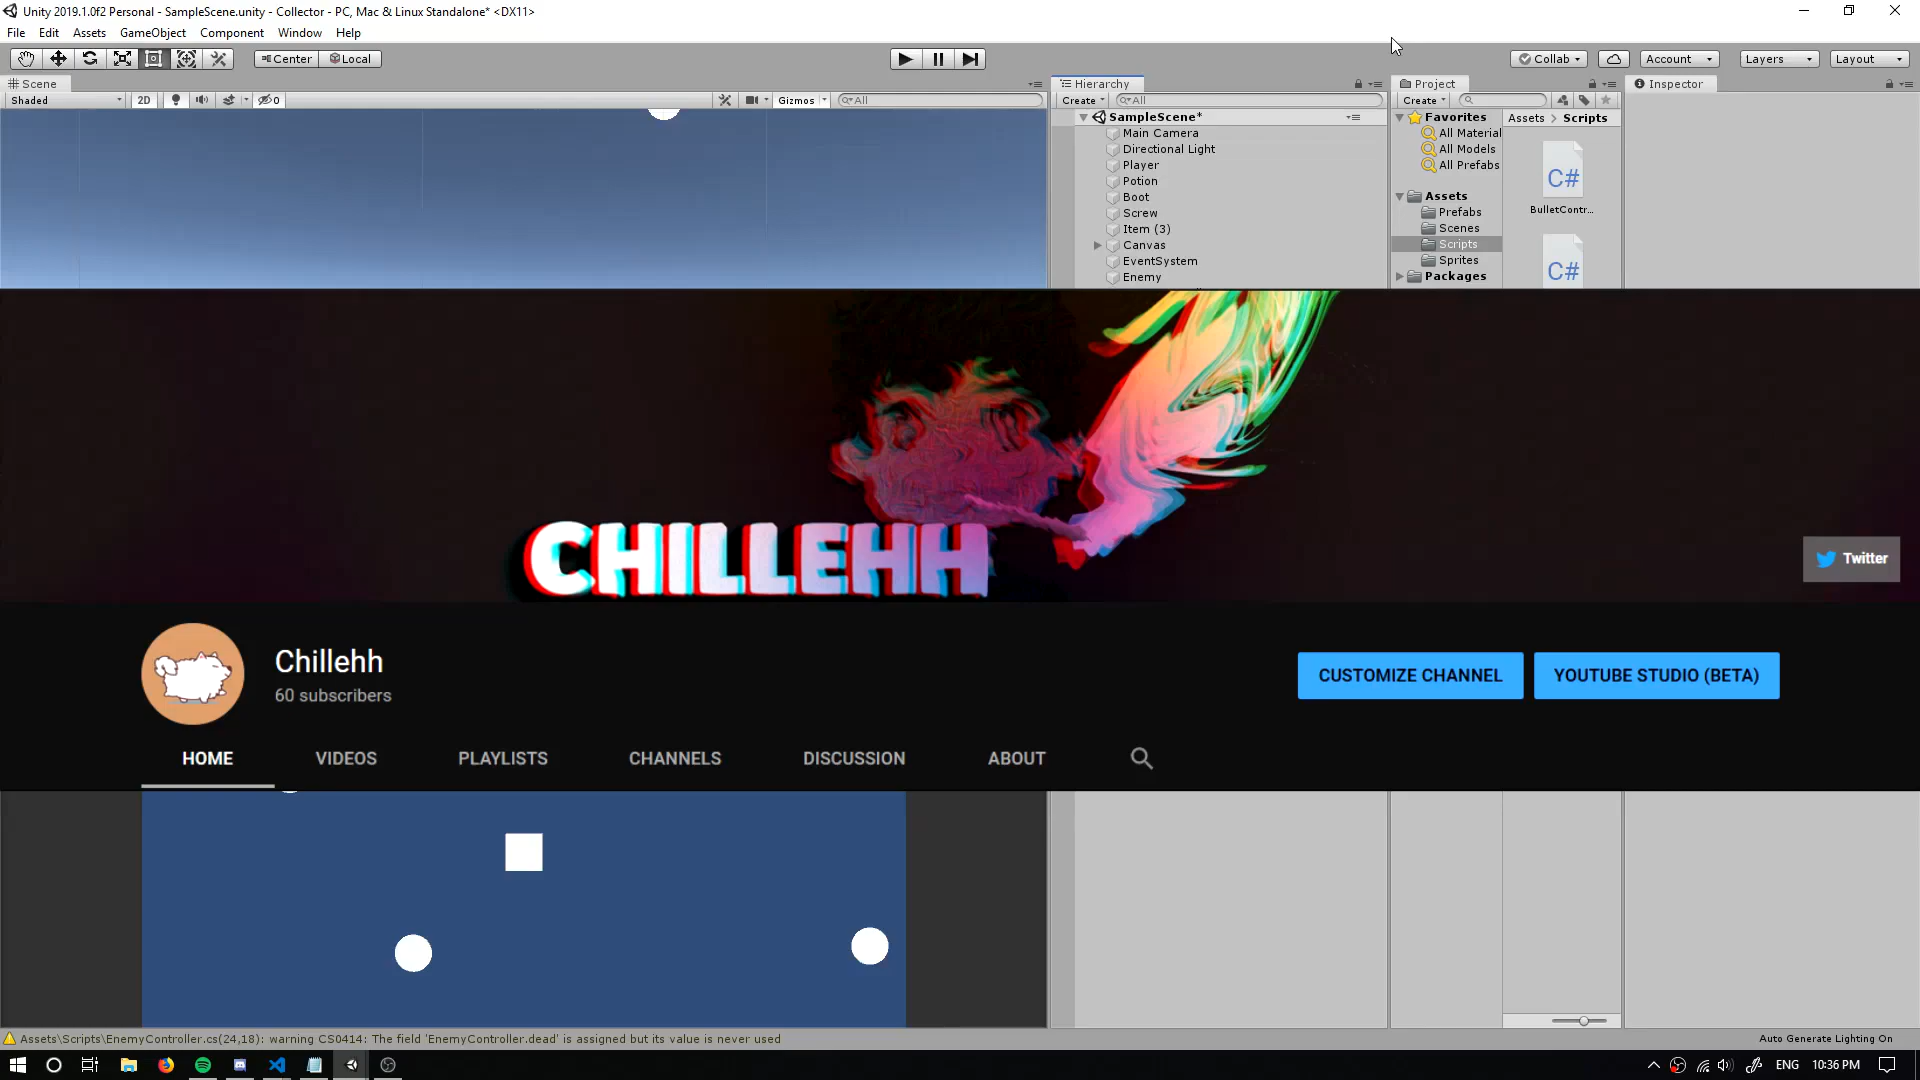 Unity 2019.1.0f2 Personal - SampleScene.unity - Collector - PC, Mac & Linux Standalone* <DX11>
File Edit Assets GameObject Component Window Help
Center Local Collab Account Layers Layout
Scene
Shaded 2D 0 Gizmos All
Hierarchy
Create All
SampleScene*
Main Camera
Directional Light
Player
Potion
Boot
Screw
Item (3)
Canvas
EventSystem
Enemy
Project
Create
Favorites
All Material
All Models
All Prefabs
Assets
Prefabs
Scenes
Scripts
Sprites
Packages
Assets > Scripts
C#
BulletContr...
C#
Inspector
CHILLEHH
Twitter
Chillehh
60 subscribers
CUSTOMIZE CHANNEL YOUTUBE STUDIO (BETA)
HOME VIDEOS PLAYLISTS CHANNELS DISCUSSION ABOUT
Assets\Scripts\EnemyController.cs(24,18): warning CS0414: The field 'EnemyController.dead' is assigned but its value is never used
Auto Generate Lighting On
ENG 10:36 PM